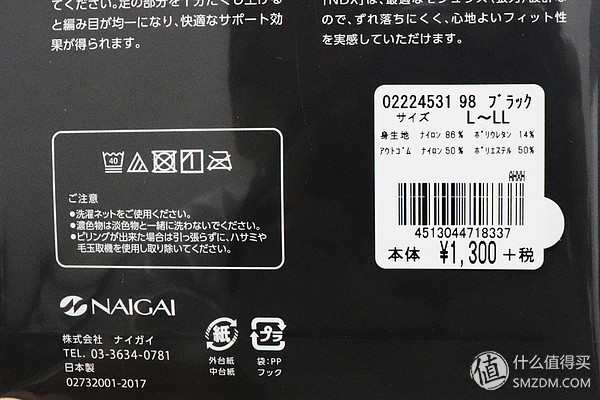 てください。足の部分を十分たくし上げる
と編み目が均一になり、快適なサポート効
果が得られます。
ので、ずれ落ちにくく、心地よいフィット性
を実感していただけます。
02224531 98 ブラック
サイズ L～LL
身生地 ナイロン 86% ポリウレタン 14%
アウトゴム ナイロン 50% ポリエステル 50%
AHXH
4513044718337
本体 ¥1,300 +税
40
ご注意
●洗濯ネットをご使用ください。
●濃色物は淡色物と一緒に洗わないでください。
●ピリングが出来た場合は引っ張らずに、ハサミや
毛玉取機を使用し取り除いてください。
NAIGAI
株式会社 ナイガイ
TEL. 03-3634-0781
日本製
02732001-2017
紙
外台紙
中台紙
プラ
袋:PP
フック
值 什么值得买
SMZDM.COM